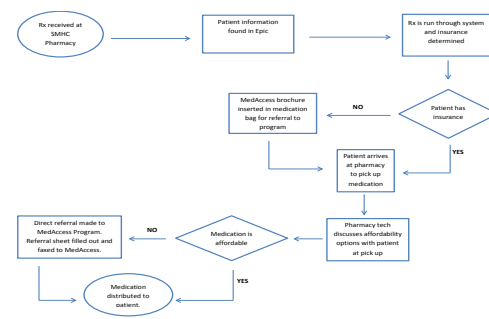 Rx received at
SMHC
Pharmacy
Patient information
found in Epic
Rx is run through system
and insurance
determined
Patient has
insurance
NO
YES
MedAccess brochure
inserted in medication
bag for referral to
program
Patient arrives
at pharmacy
to pick up
medication
Pharmacy tech
discusses affordability
options with patient
at pick up
Medication is
affordable
NO
YES
Direct referral made to
MedAccess Program.
Referral sheet filled out and
faxed to MedAccess.
Medication
distributed to
patient.